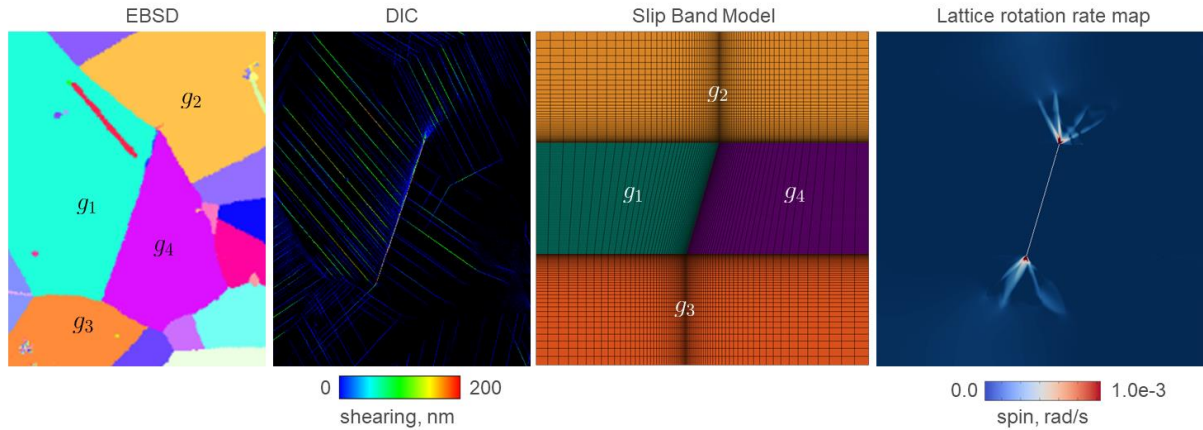 EBSD
DIC
Slip Band Model
Lattice rotation rate map
g2
g1
g4
g3
g2
g1
g4
g3
0
200
shearing, nm
0.0
1.0e-3
spin, rad/s